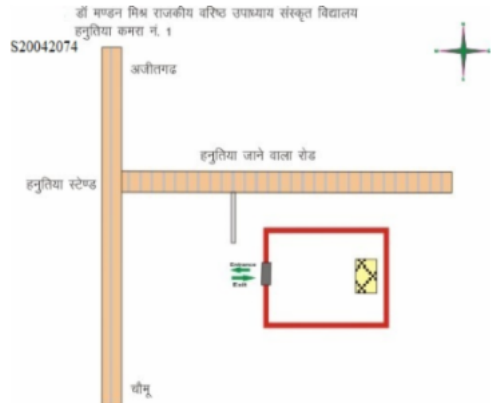 डॉ मण्डन मिश्र राजकीय वरिष्ठ उपाध्याय संस्कृत विद्यालय
हनुतिया कमरा नं. 1
S20042074
अजीतगढ
हनुतिया जाने वाला रोड
हनुतिया स्टेण्ड
Entrance
Exit
चौमू